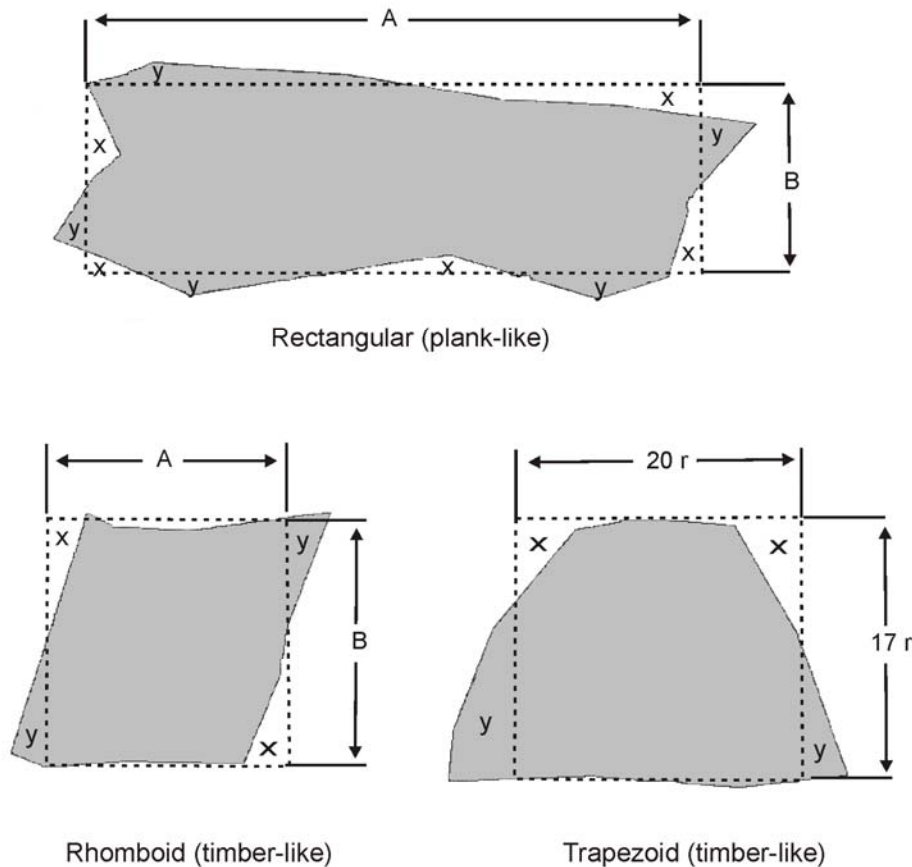 A
y
x
x
y
B
y
x
x
x
y
y
Rectangular (plank-like)
A
20 r
x
y
x
x
B
17 r
y
x
y
y
Rhomboid (timber-like)
Trapezoid (timber-like)